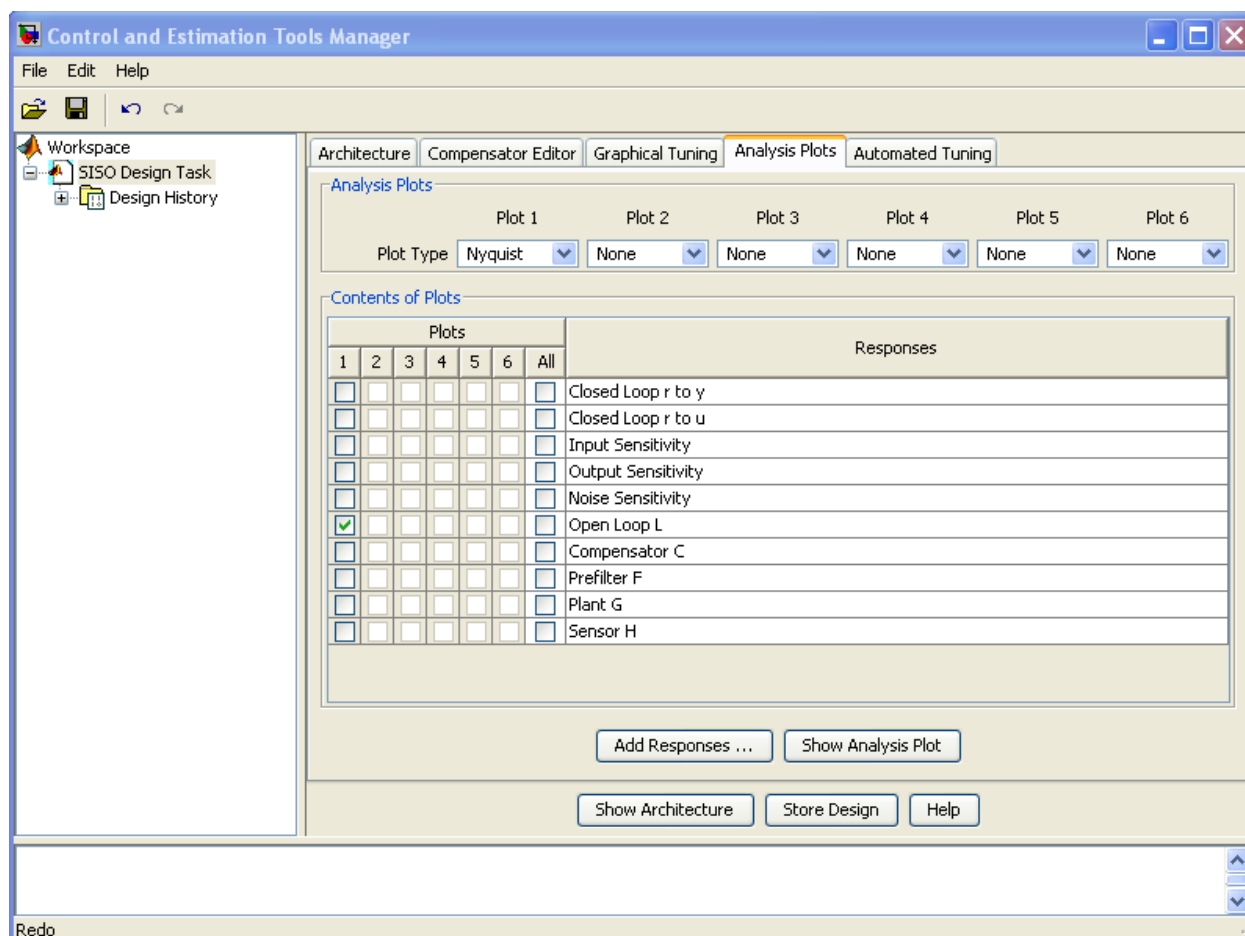 Control and Estimation Tools Manager
File Edit Help
Workspace
SISO Design Task
Design History
Architecture Compensator Editor Graphical Tuning Analysis Plots Automated Tuning
Analysis Plots
Plot 1 Plot 2 Plot 3 Plot 4 Plot 5 Plot 6
Plot Type Nyquist None None None None None
Contents of Plots
Plots Responses
1 2 3 4 5 6 All
Closed Loop r to y
Closed Loop r to u
Input Sensitivity
Output Sensitivity
Noise Sensitivity
Open Loop L
Compensator C
Prefilter F
Plant G
Sensor H
Add Responses ... Show Analysis Plot
Show Architecture Store Design Help
Redo